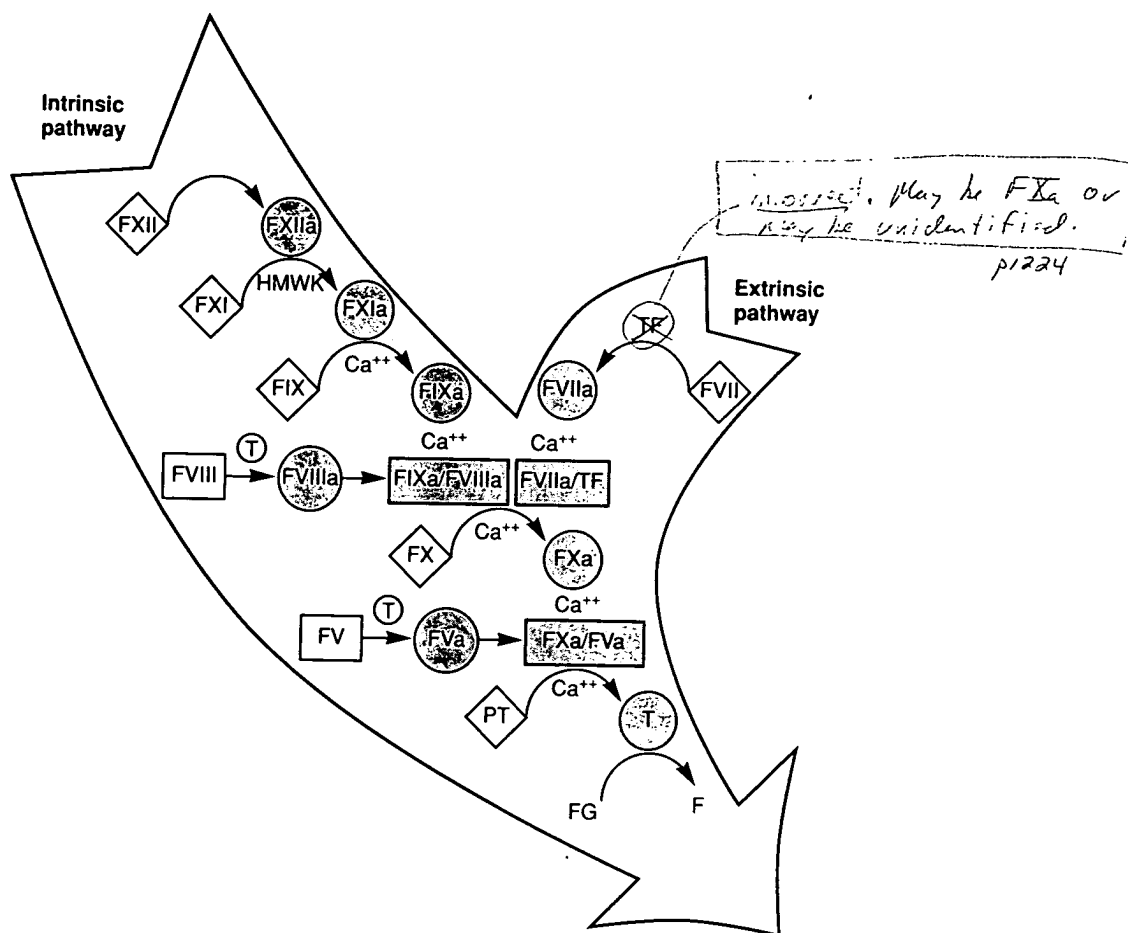 Intrinsic
pathway
May be FXa or
may be unidentified.
p1224
Extrinsic
pathway
FXII
FXIIa
HMWK
FXI
FXIa
TF
Ca++
FIX
FIXa
FVIIa
FVII
Ca++
Ca++
T
FVIII
FVIIIa
FIXa/FVIIIa
FVIIa/TF
Ca++
FX
FXa
T
Ca++
FV
FVa
FXa/FVa
Ca++
PT
T
FG
F